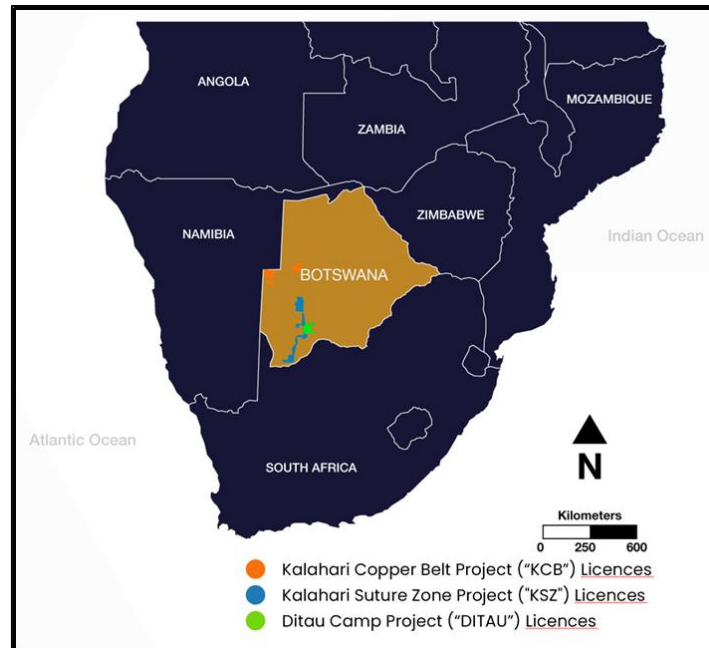 ANGOLA
MOZAMBIQUE
ZAMBIA
NAMIBIA
ZIMBABWE
Indian Ocean
BOTSWANA
Atlantic Ocean
SOUTH AFRICA
N
Kilometers
0 250 600
Kalahari Copper Belt Project (“KCB”) Licences
Kalahari Suture Zone Project ("KSZ") Licences
Ditau Camp Project (“DITAU”) Licences